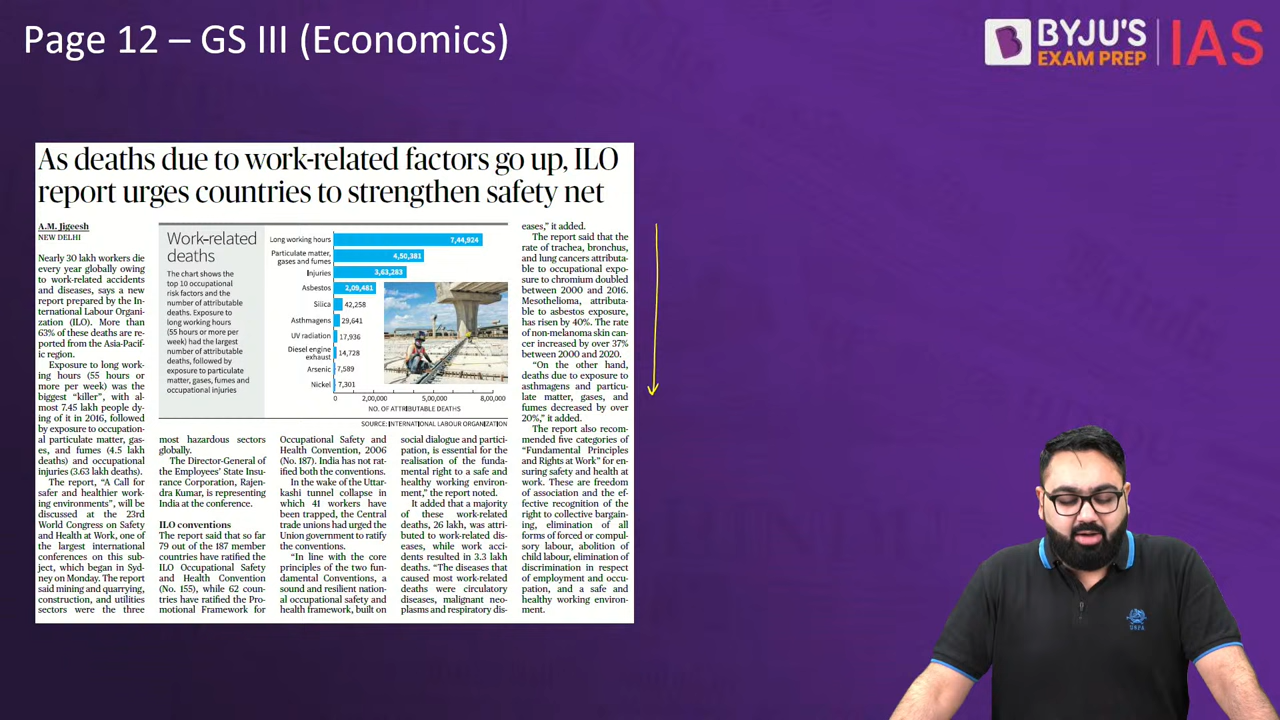 Page 12 – GS III (Economics)
BYJU'S
EXAM PREP
IAS
As deaths due to work-related factors go up, ILO
report urges countries to strengthen safety net
A.M. Jigeesh
NEW DELHI
Nearly 30 lakh workers die
every year globally owing
to work-related accidents
and diseases, says a new
report prepared by the In-
ternational Labour Organi-
zation (ILO). More than
63% of these deaths are re-
ported from the Asia-Pacif-
ic region.
Exposure to long work-
ing hours (55 hours or
more per week) was the
biggest “killer”, with al-
most 7.45 lakh people dy-
ing of it in 2016, followed
by exposure to occupation-
al particulate matter, gas-
es, and fumes (4.5 lakh
deaths) and occupational
injuries (3.63 lakh deaths).
The report, “A Call for
safer and healthier work-
ing environments”, will be
discussed at the 23rd
World Congress on Safety
and Health at Work, one of
the largest international
conferences on this sub-
ject, which began in Syd-
ney on Monday. The report
said mining and quarrying,
construction, and utilities
sectors were the three
Work-related
deaths
The chart shows the
top 10 occupational
risk factors and the
number of attributable
deaths. Exposure to
long working hours
(55 hours or more per
week) had the largest
number of attributable
deaths, followed by
exposure to particulate
matter, gases, fumes and
occupational injuries
Long working hours 7,44,924
Particulate matter,
gases and fumes 4,50,381
Injuries 3,63,283
Asbestos 2,09,481
Silica 42,258
Asthmagens 29,641
UV radiation 17,936
Diesel engine
exhaust 14,728
Arsenic 7,589
Nickel 7,301
0 2,00,000 5,00,000 8,00,000
NO. OF ATTRIBUTABLE DEATHS
SOURCE: INTERNATIONAL LABOUR ORGANIZATION
most hazardous sectors
globally.
The Director-General of
the Employees' State Insu-
rance Corporation, Rajen-
dra Kumar, is representing
India at the conference.
ILO conventions
The report said that so far
79 out of the 187 member
countries have ratified the
ILO Occupational Safety
and Health Convention
(No. 155), while 62 coun-
tries have ratified the Pro-
motional Framework for
Occupational Safety and
Health Convention, 2006
(No. 187). India has not rat-
ified both the conventions.
In the wake of the Uttar-
kashi tunnel collapse in
which 41 workers have
been trapped, the Central
trade unions had urged the
Union government to ratify
the conventions.
“In line with the core
principles of the two fun-
damental Conventions, a
sound and resilient nation-
al occupational safety and
health framework, built on
social dialogue and partici-
pation, is essential for the
realisation of the funda-
mental right to a safe and
healthy working environ-
ment,” the report noted.
It added that a majority
of these work-related
deaths, 26 lakh, was attri-
buted to work-related dis-
eases, while work acci-
dents resulted in 3.3 lakh
deaths. “The diseases that
caused most work-related
deaths were circulatory
diseases, malignant neo-
plasms and respiratory dis-
eases,” it added.
The report said that the
rate of trachea, bronchus,
and lung cancers attributa-
ble to occupational expo-
sure to chromium doubled
between 2000 and 2016.
Mesothelioma, attributa-
ble to asbestos exposure,
has risen by 40%. The rate
of non-melanoma skin can-
cer increased by over 37%
between 2000 and 2020.
“On the other hand,
deaths due to exposure to
asthmagens and particu-
late matter, gases, and
fumes decreased by over
20%,” it added.
The report also recom-
mended five categories of
“Fundamental Principles
and Rights at Work” for en-
suring safety and health at
work. These are freedom
of association and the ef-
fective recognition of the
right to collective bargain-
ing, elimination of all
forms of forced or compul-
sory labour, abolition of
child labour, elimination of
discrimination in respect
of employment and occu-
pation, and a safe and
healthy working environ-
ment.